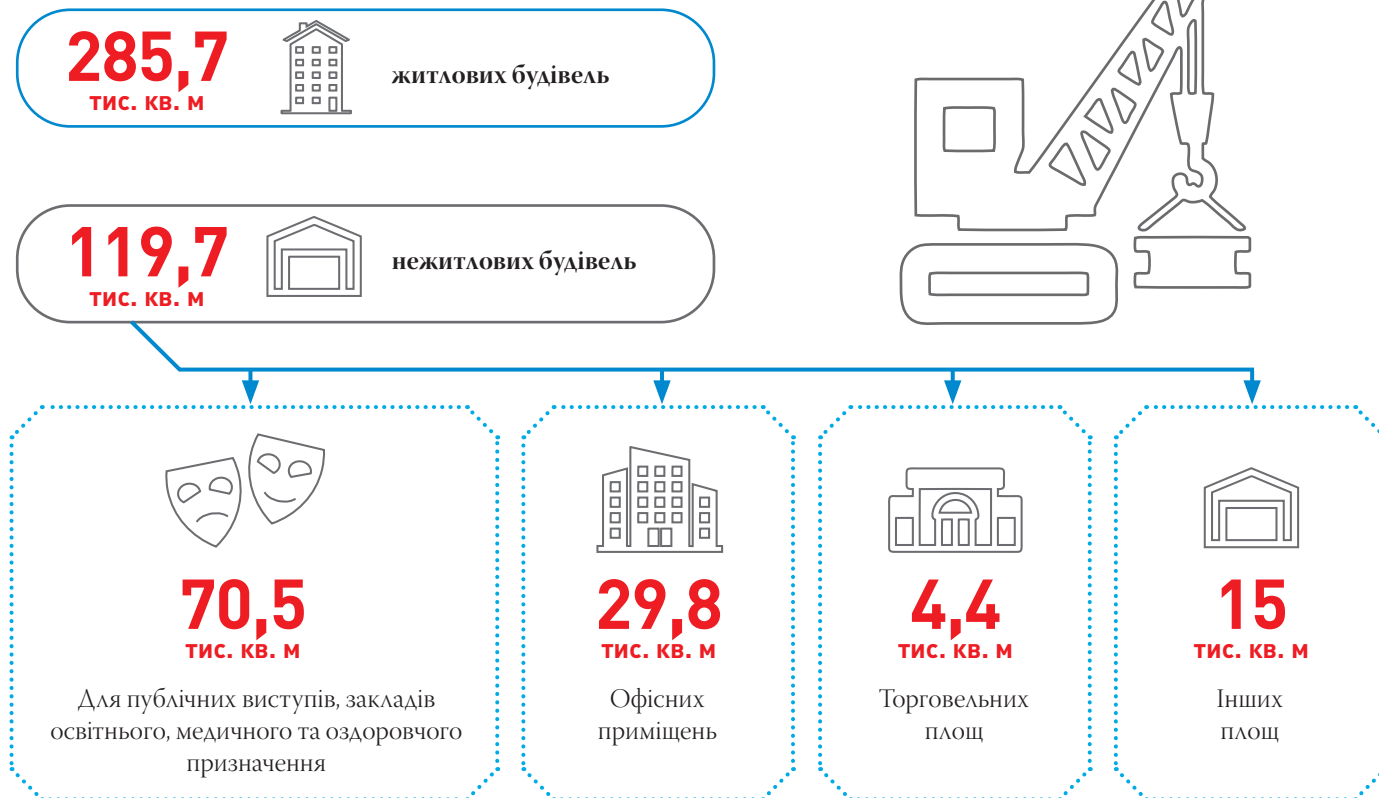 285,7
тис. кв. м
житлових будівель
119,7
тис. кв. м
нежитлових будівель
70,5
тис. кв. м
Для публічних виступів, закладів
освітнього, медичного та оздоровчого
призначення
29,8
тис. кв. м
Офісних
приміщень
4,4
тис. кв. м
Торговельних
площ
15
тис. кв. м
Інших
площ